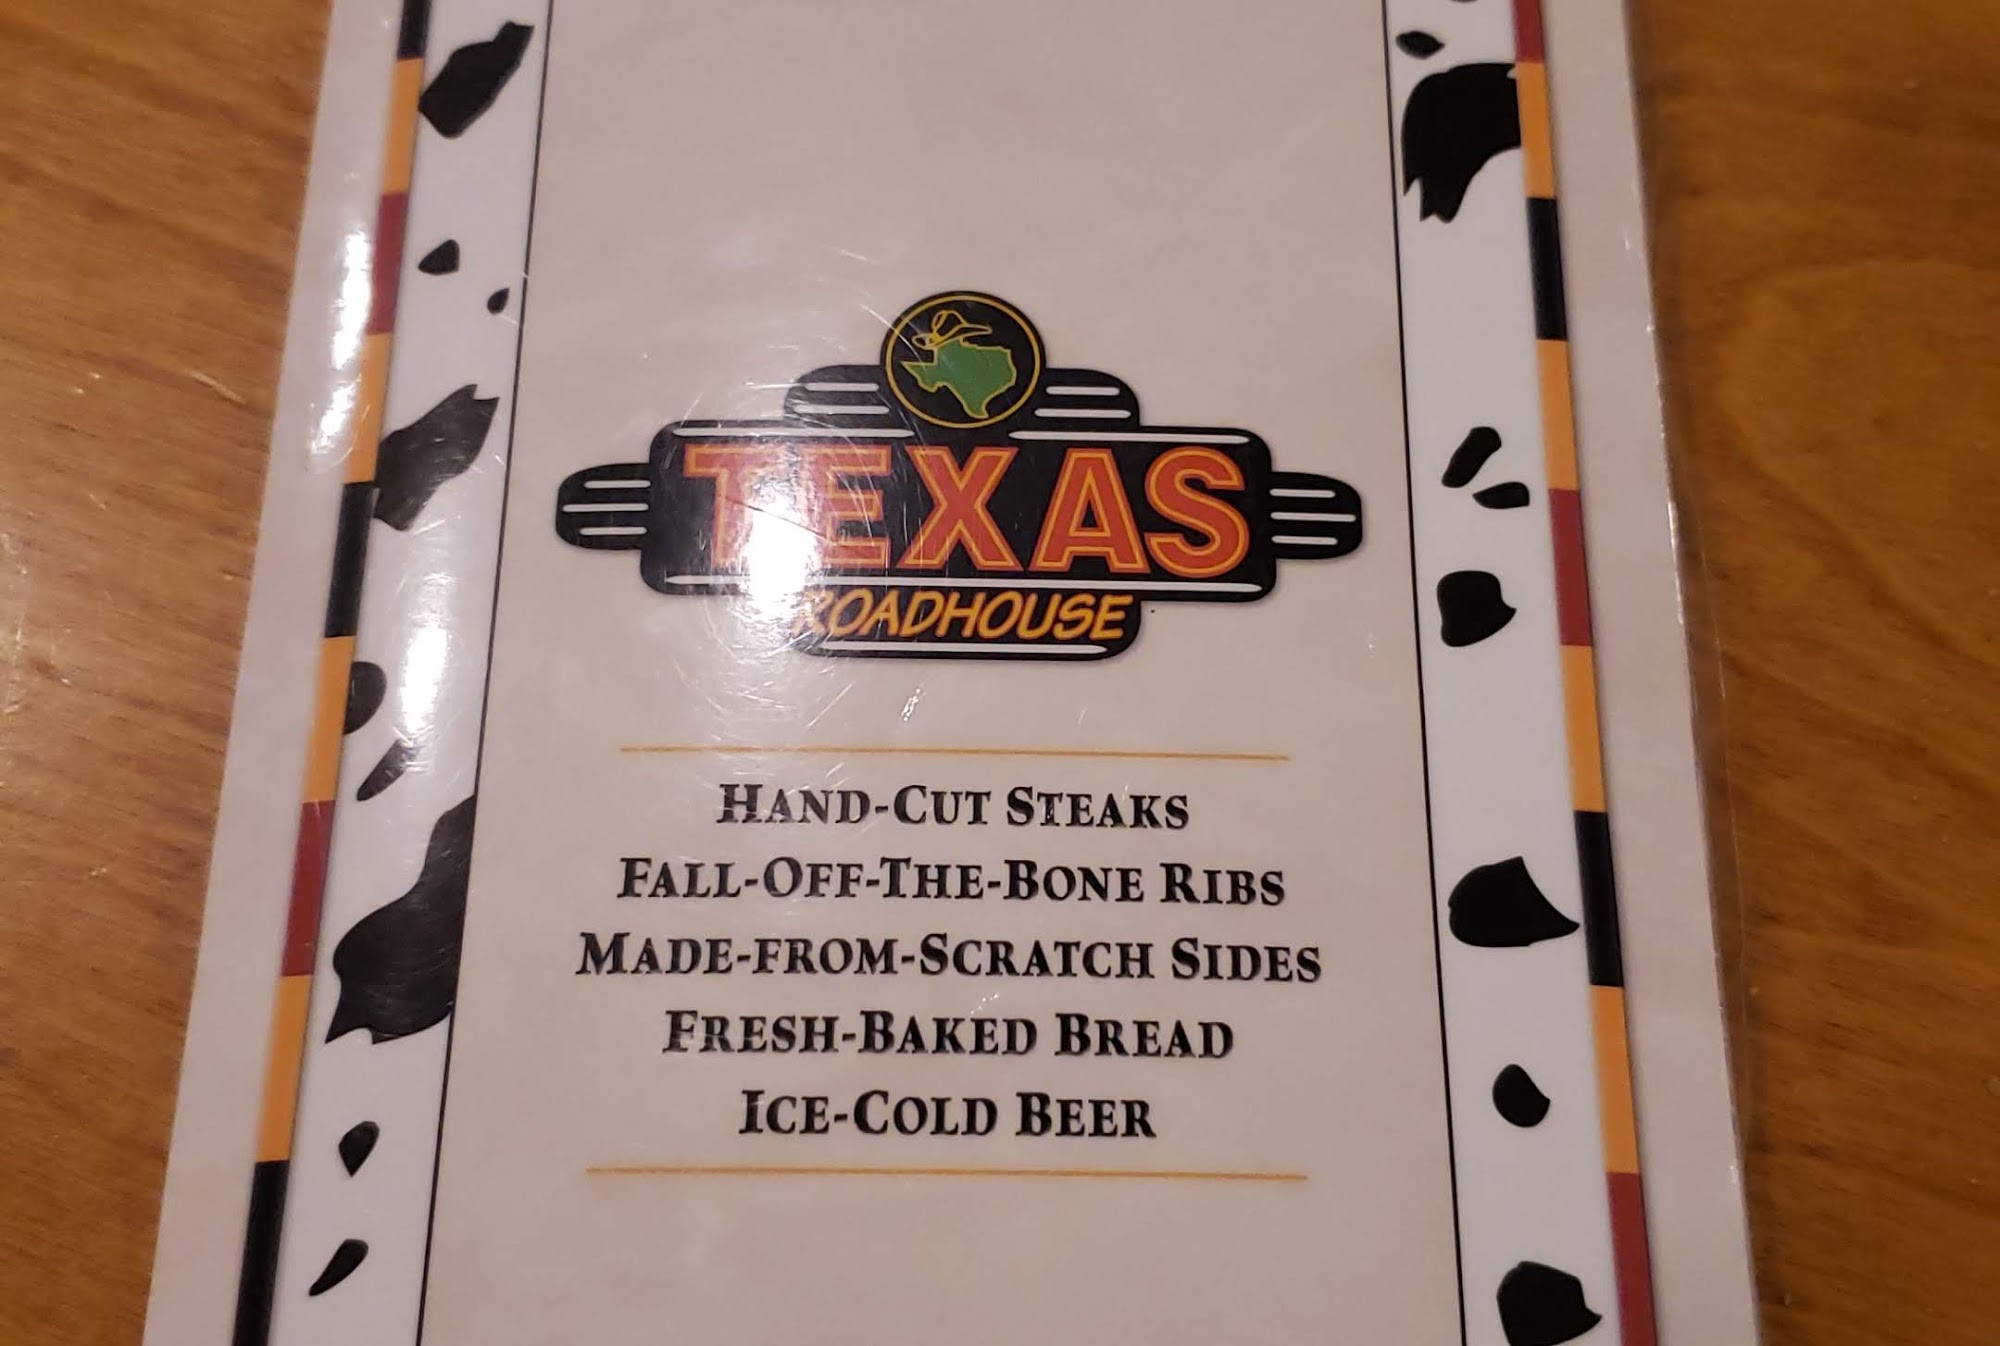 TEXAS
ROADHOUSE
HAND-CUT STEAKS
FALL-OFF-THE-BONE RIBS
MADE-FROM-SCRATCH SIDES
FRESH-BAKED BREAD
ICE-COLD BEER